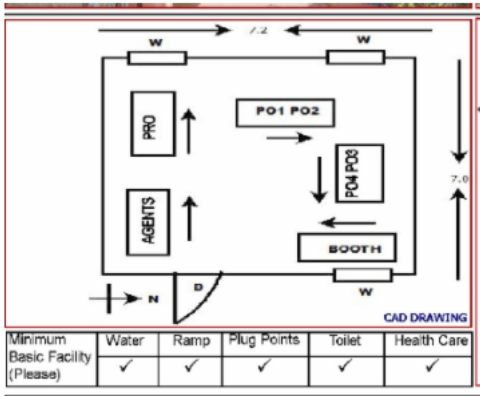 7.2
W
W
PRO
PO1 PO2
PO4 PO3
7.0
AGENTS
BOOTH
N
D
W
CAD DRAWING
Minimum Basic Facility (Please)
Water
Ramp
Plug Points
Toilet
Health Care
✓
✓
✓
✓
✓